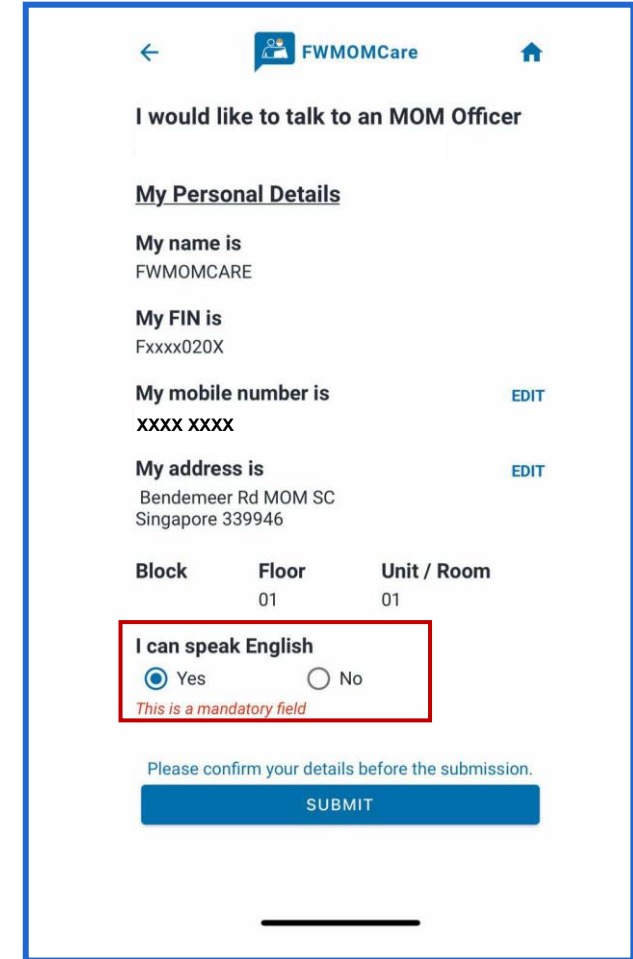 FWMOMCare
I would like to talk to an MOM Officer
My Personal Details
My name is
FWMOMCARE
My FIN is
Fxxxx020X
My mobile number is EDIT
XXXX XXXX
My address is EDIT
Bendemeer Rd MOM SC
Singapore 339946
Block Floor Unit / Room
01 01
I can speak English
Yes No
This is a mandatory field
Please confirm your details before the submission.
SUBMIT